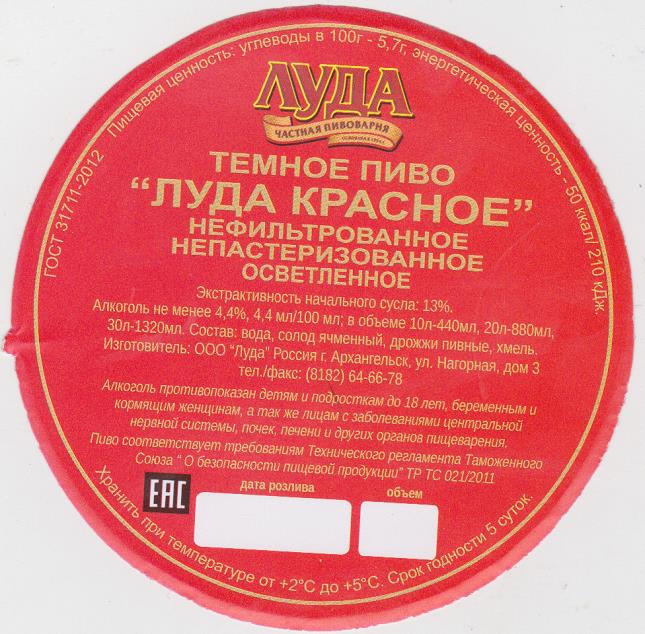 ГОСТ 31711-2012 Пищевая ценность: углеводы в 100г - 5,7г, энергетическая ценность - 50 ккал/ 210 кДж.
ЛУДА
ЧАСТНАЯ ПИВОВАРНЯ
ТЕМНОЕ ПИВО
“ЛУДА КРАСНОЕ”
НЕФИЛЬТРОВАННОЕ
НЕПАСТЕРИЗОВАННОЕ
ОСВЕТЛЕННОЕ
Экстрактивность начального сусла: 13%.
Алкоголь не менее 4,4%, 4,4 мл/100 мл; в объеме 10л-440мл, 20л-880мл,
30л-1320мл. Состав: вода, солод ячменный, дрожжи пивные, хмель.
Изготовитель: ООО “Луда” Россия г. Архангельск, ул. Нагорная, дом 3
тел./факс: (8182) 64-66-78
Алкоголь противопоказан детям и подросткам до 18 лет, беременным и
кормящим женщинам, а так же лицам с заболеваниями центральной
нервной системы, почек, печени и других органов пищеварения.
Пиво соответствует требованиям Технического регламента Таможенного
Союза “ О безопасности пищевой продукции” ТР ТС 021/2011
EAC
дата розлива
объем
Хранить при температуре от +2°С до +5°С. Срок годности 5 суток.